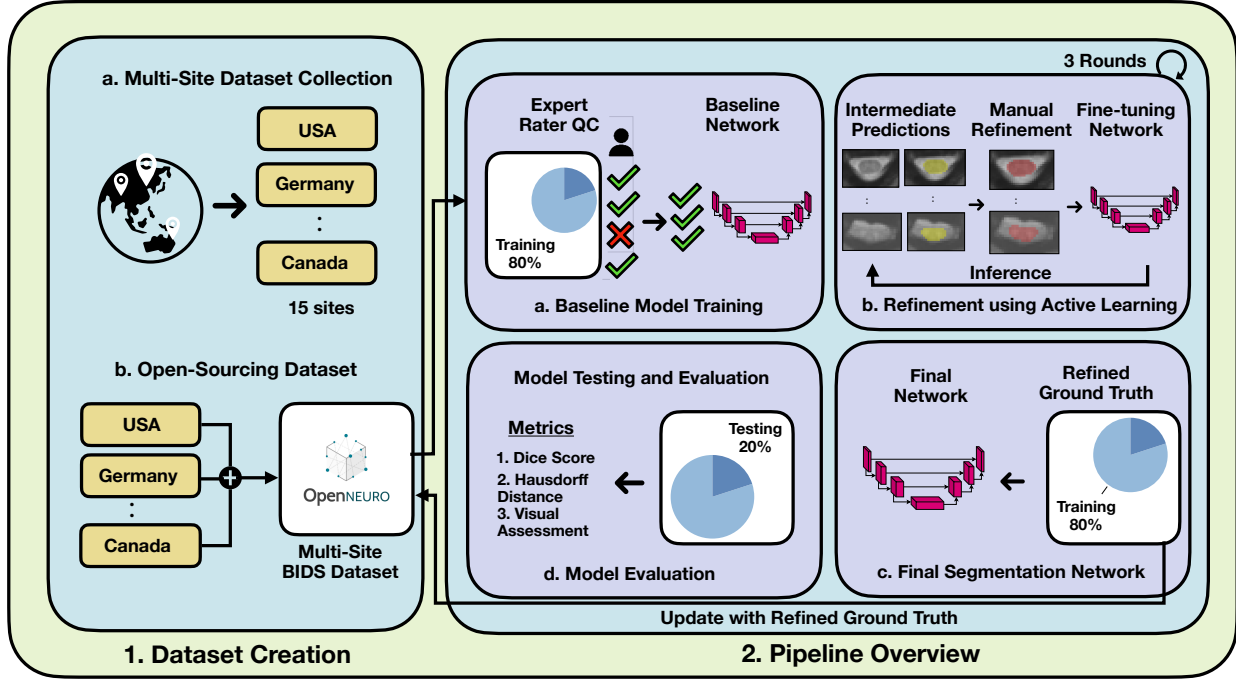 a. Multi-Site Dataset Collection
USA
Germany
:
Canada
15 sites
b. Open-Sourcing Dataset
USA
Germany
:
Canada
OpenNEURO
Multi-Site
BIDS Dataset
1. Dataset Creation
3 Rounds
Expert
Rater QC
Baseline
Network
Training
80%
a. Baseline Model Training
Intermediate
Predictions
Manual
Refinement
Fine-tuning
Network
:
:
:
Inference
b. Refinement using Active Learning
Model Testing and Evaluation
Metrics
1. Dice Score
2. Hausdorff
Distance
3. Visual
Assessment
Testing
20%
d. Model Evaluation
Final
Network
Refined
Ground Truth
Training
80%
c. Final Segmentation Network
Update with Refined Ground Truth
2. Pipeline Overview